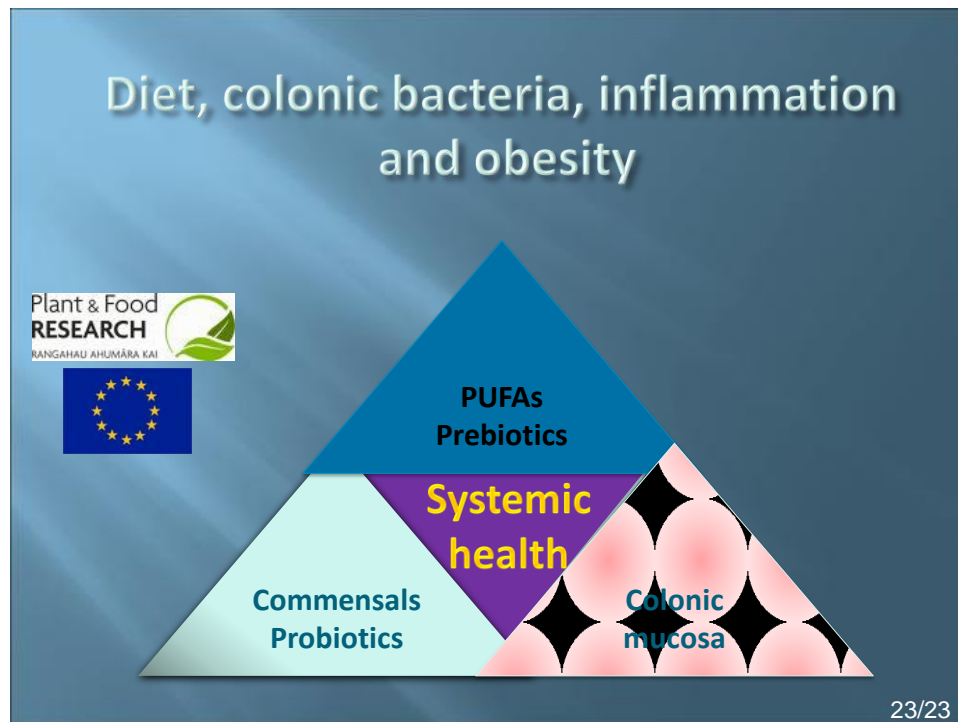 Diet, colonic bacteria, inflammation
and obesity
Plant & Food
RESEARCH
RANGAHAU AHUMĀRA KAI
PUFAs
Prebiotics
Systemic
health
Commensals
Probiotics
Colonic
mucosa
23/23